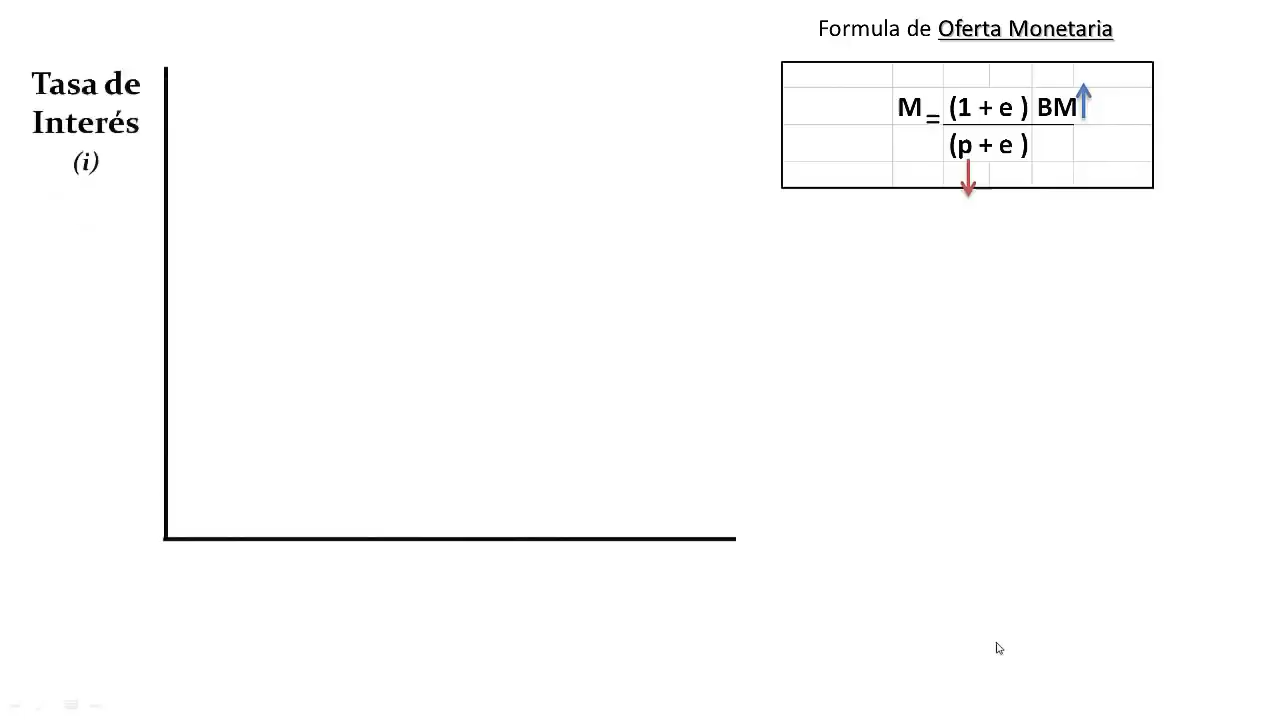 Formula de Oferta Monetaria
Tasa de
Interés
(i)
M = (1 + e ) BM
(p + e )